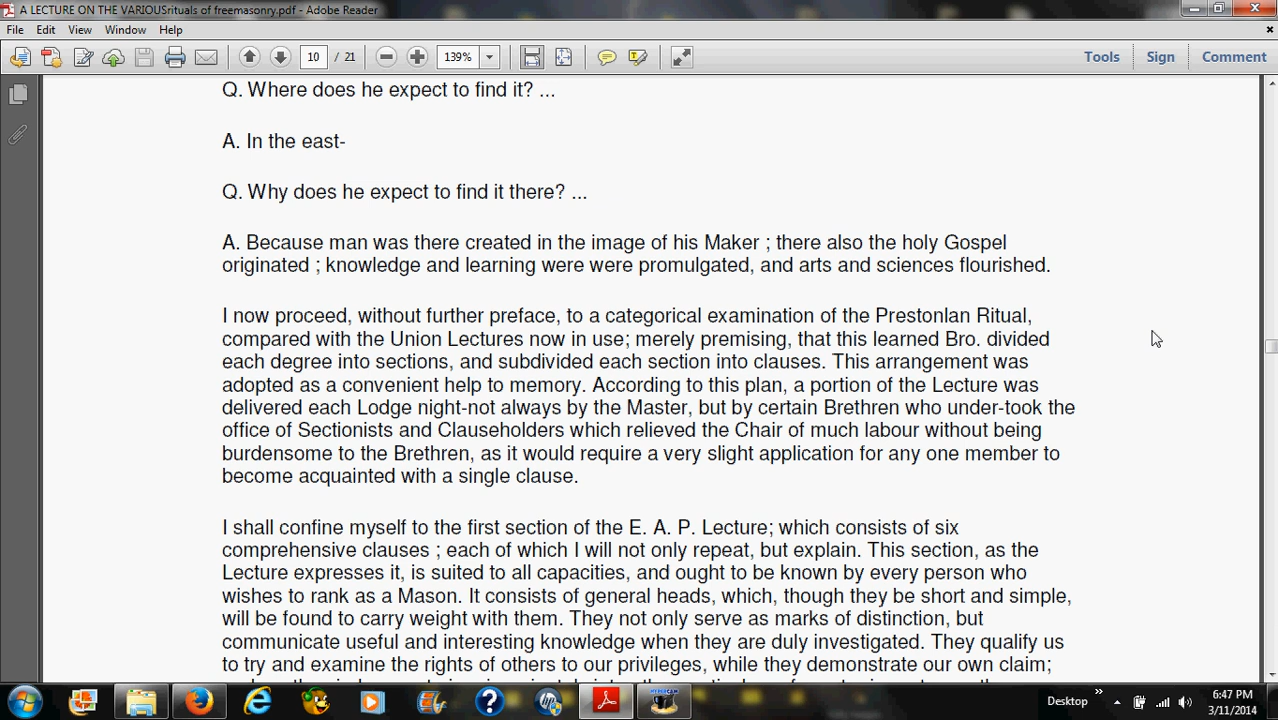 A LECTURE ON THE VARIOUSrituals of freemasonry.pdf - Adobe Reader
File Edit View Window Help
10 / 21 139% Tools Sign Comment
Q. Where does he expect to find it? ...
A. In the east-
Q. Why does he expect to find it there? ...
A. Because man was there created in the image of his Maker ; there also the holy Gospel
originated ; knowledge and learning were were promulgated, and arts and sciences flourished.
I now proceed, without further preface, to a categorical examination of the Prestonlan Ritual,
compared with the Union Lectures now in use; merely premising, that this learned Bro. divided
each degree into sections, and subdivided each section into clauses. This arrangement was
adopted as a convenient help to memory. According to this plan, a portion of the Lecture was
delivered each Lodge night-not always by the Master, but by certain Brethren who under-took the
office of Sectionists and Clauseholders which relieved the Chair of much labour without being
burdensome to the Brethren, as it would require a very slight application for any one member to
become acquainted with a single clause.
I shall confine myself to the first section of the E. A. P. Lecture; which consists of six
comprehensive clauses ; each of which I will not only repeat, but explain. This section, as the
Lecture expresses it, is suited to all capacities, and ought to be known by every person who
wishes to rank as a Mason. It consists of general heads, which, though they be short and simple,
will be found to carry weight with them. They not only serve as marks of distinction, but
communicate useful and interesting knowledge when they are duly investigated. They qualify us
to try and examine the rights of others to our privileges, while they demonstrate our own claim;
Desktop » 6:47 PM
3/11/2014